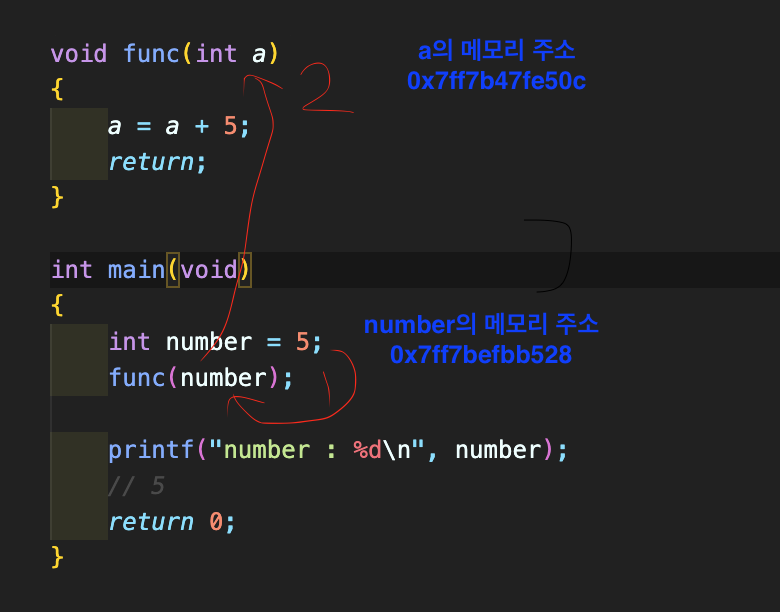 void func(int a)
a의 메모리 주소
0x7ff7b47fe50c
{
2
a = a + 5;
return;
}
int main(void)
{
int number = 5;
number의 메모리 주소
0x7ff7befbb528
func(number);
printf("number : %d\n", number);
// 5
return 0;
}